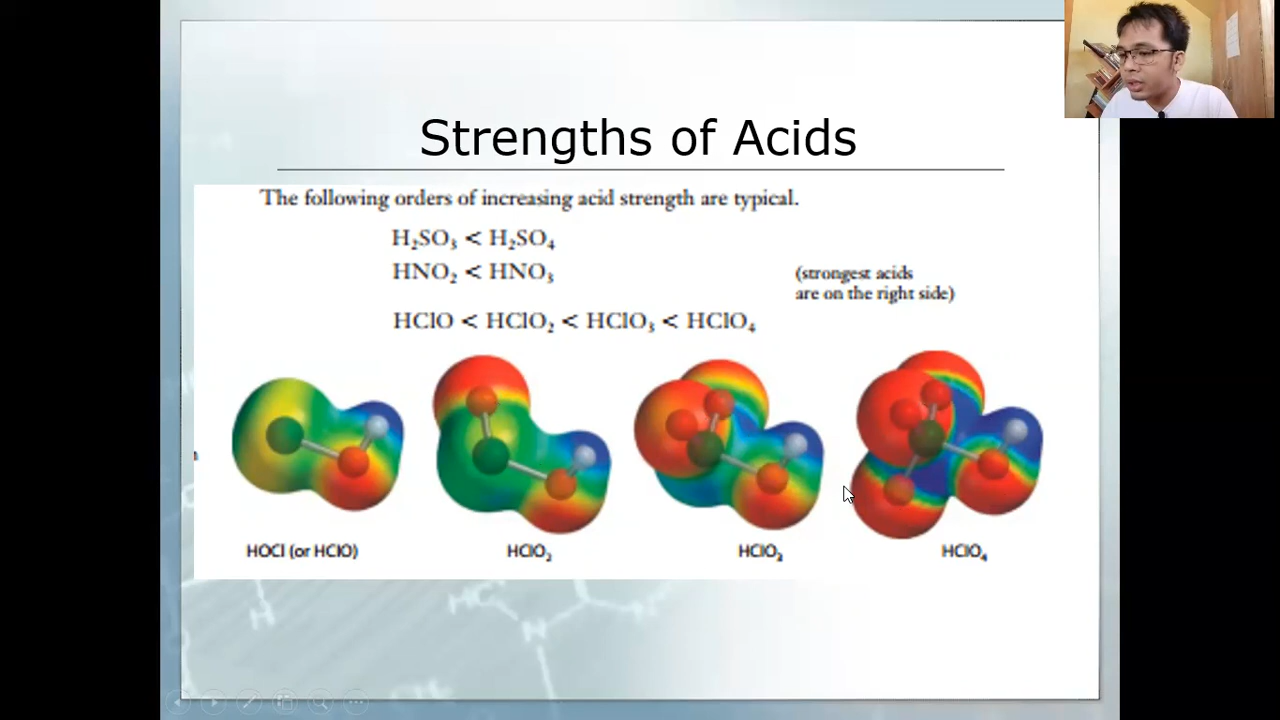 Strengths of Acids
The following orders of increasing acid strength are typical.
H₂SO₃ < H₂SO₄
HNO₂ < HNO₃
(strongest acids
are on the right side)
HClO < HClO₂ < HClO₃ < HClO₄
HOCl (or HClO)
HClO₂
HClO₃
HClO₄
HC
H
N